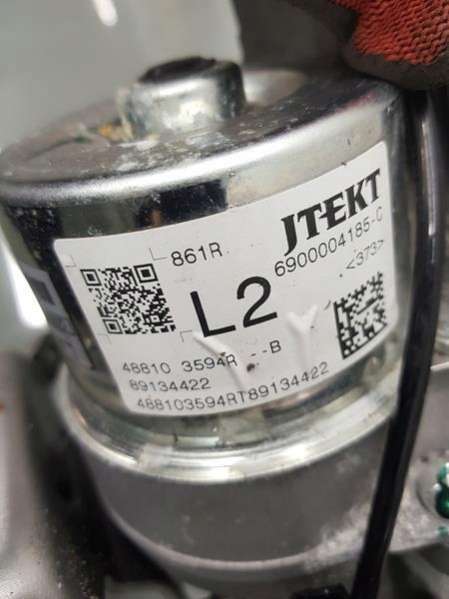 JTEKT
861R
6900004185-C
L2
<373>
48810 3594R --B
89134422
488103594RT89134422